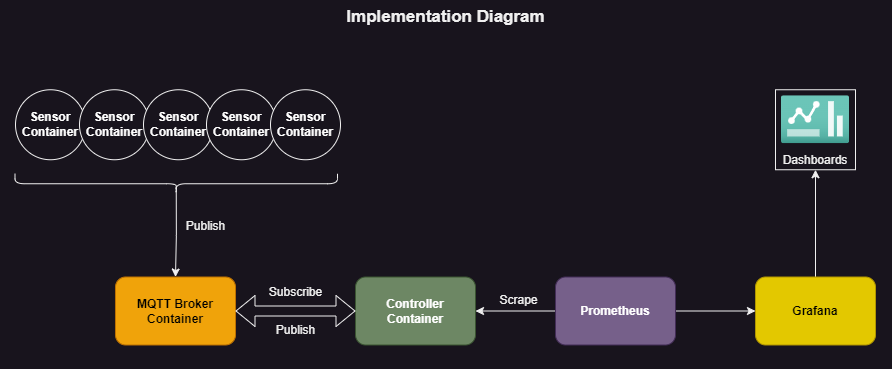 Implementation Diagram
Sensor
Container
Sensor
Container
Sensor
Container
Sensor
Container
Sensor
Container
Dashboards
Publish
MQTT Broker
Container
Subscribe
Publish
Controller
Container
Scrape
Prometheus
Grafana